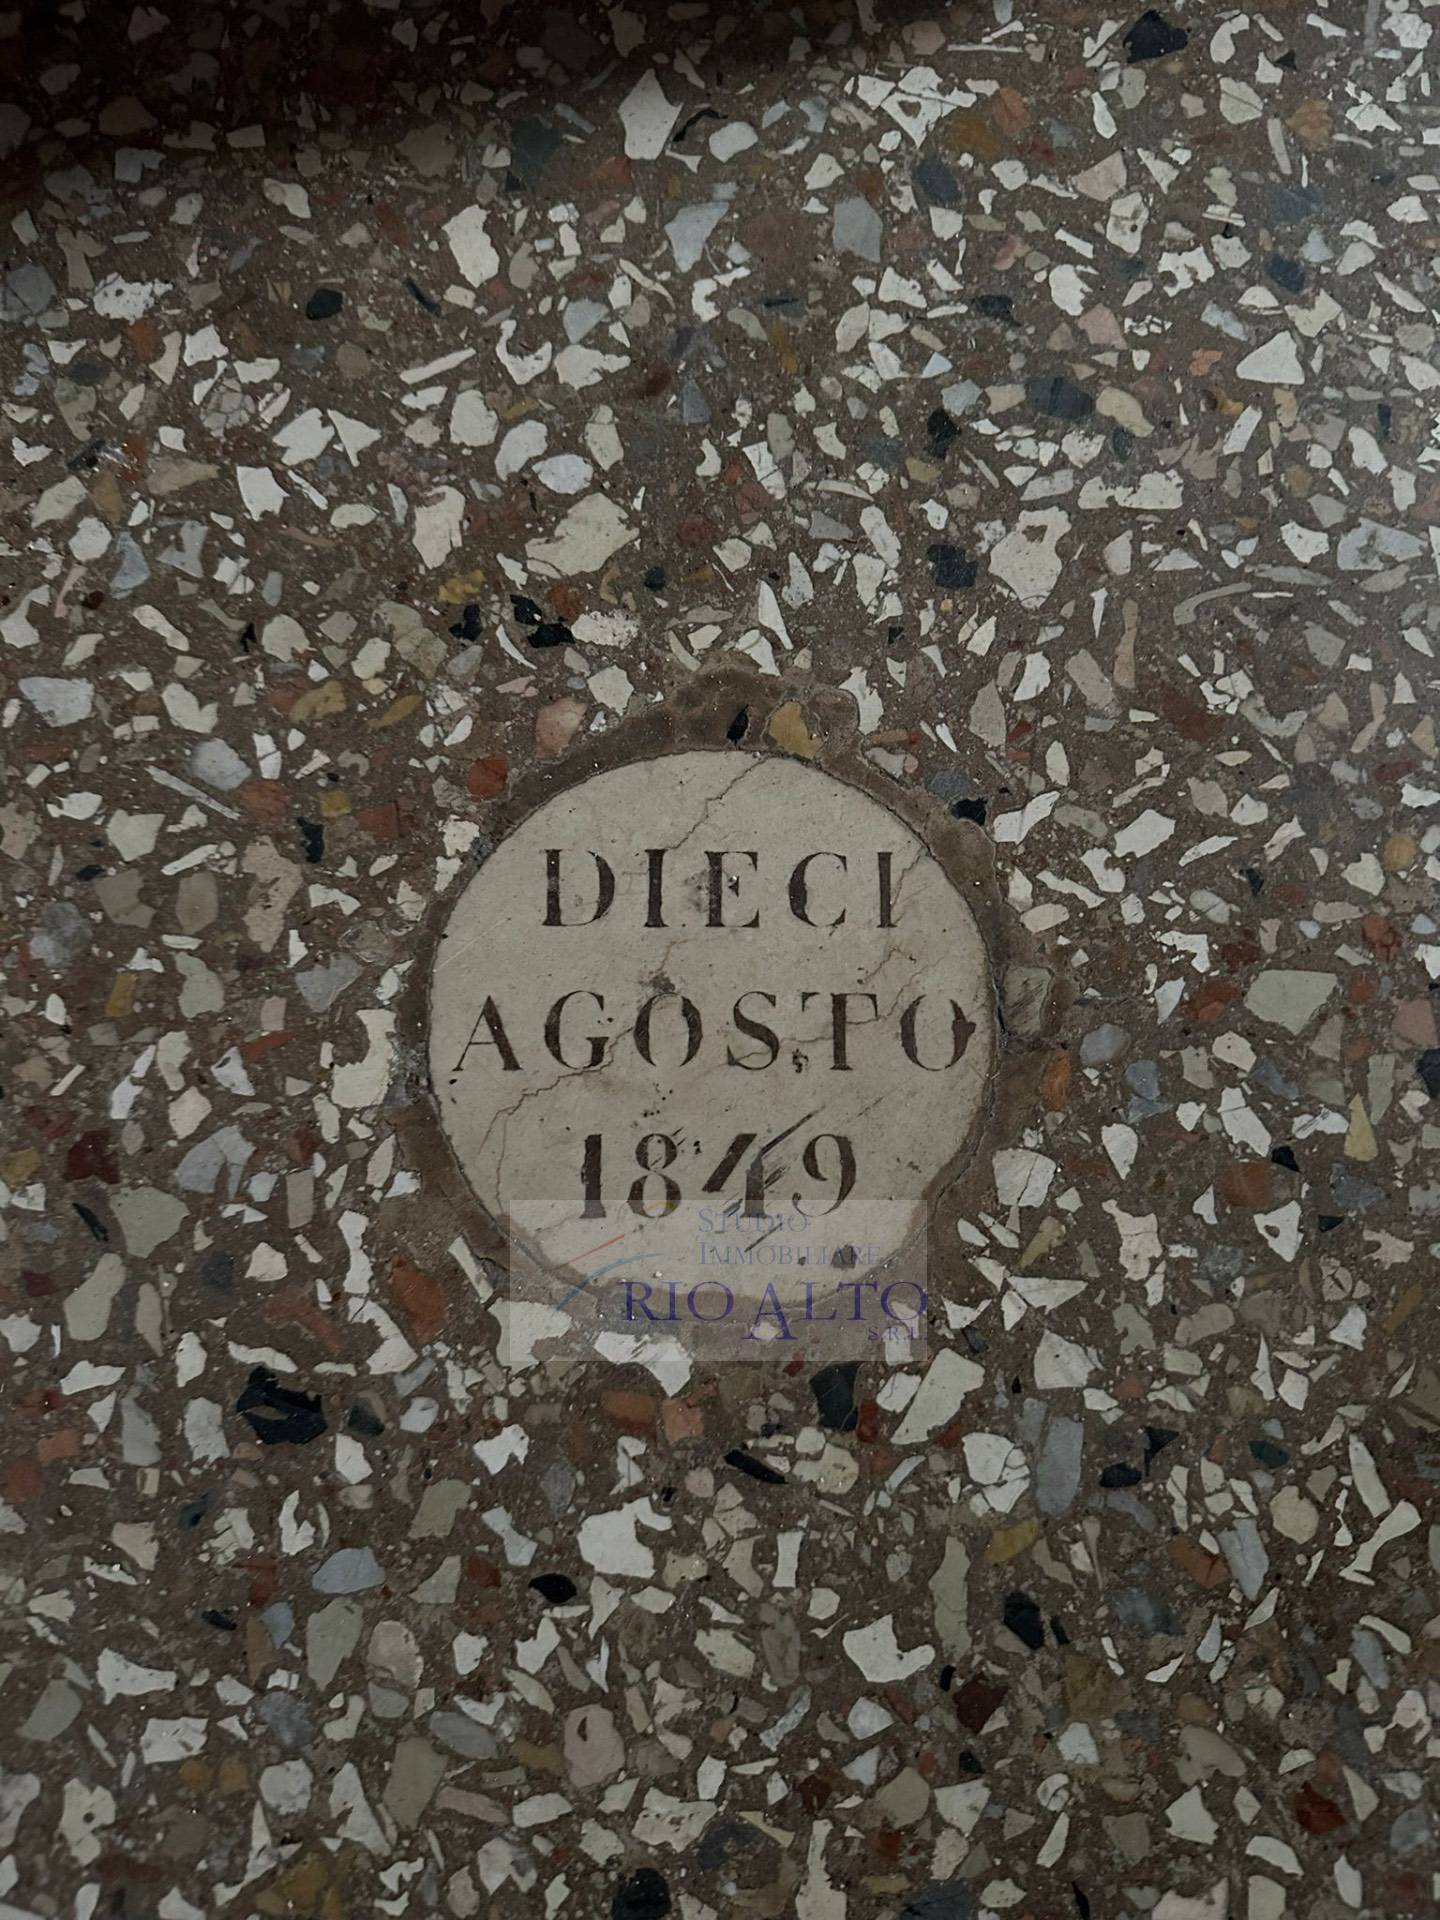 DIECI
AGOSTO
1849
STUDIO
IMMOBILIARE
RIO ALTO
S.R.L.